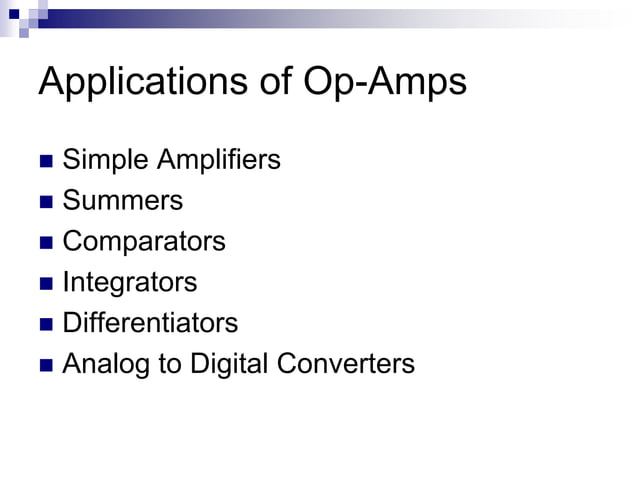 Applications of Op-Amps
Simple Amplifiers
Summers
Comparators
Integrators
Differentiators
Analog to Digital Converters